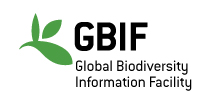 GBIF
Global Biodiversity
Information Facility